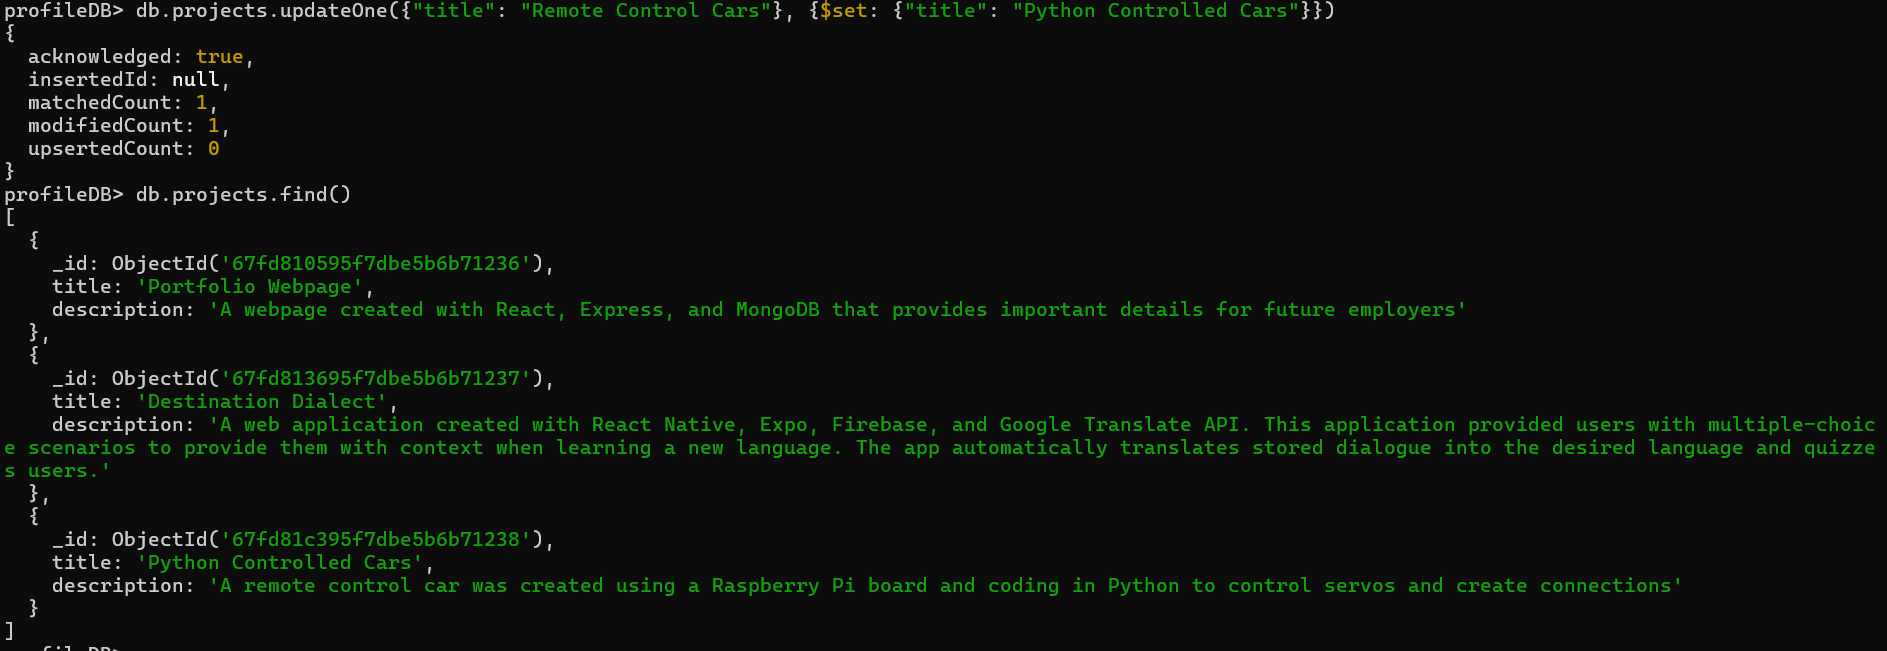 profileDB> db.projects.updateOne({"title": "Remote Control Cars"}, {$set: {"title": "Python Controlled Cars"}})
{
  acknowledged: true,
  insertedId: null,
  matchedCount: 1,
  modifiedCount: 1,
  upsertedCount: 0
}
profileDB> db.projects.find()
[
  {
    _id: ObjectId('67fd810595f7dbe5b6b71236'),
    title: 'Portfolio Webpage',
    description: 'A webpage created with React, Express, and MongoDB that provides important details for future employers'
  },
  {
    _id: ObjectId('67fd813695f7dbe5b6b71237'),
    title: 'Destination Dialect',
    description: 'A web application created with React Native, Expo, Firebase, and Google Translate API. This application provided users with multiple-choic
e scenarios to provide them with context when learning a new language. The app automatically translates stored dialogue into the desired language and quizze
s users.'
  },
  {
    _id: ObjectId('67fd81c395f7dbe5b6b71238'),
    title: 'Python Controlled Cars',
    description: 'A remote control car was created using a Raspberry Pi board and coding in Python to control servos and create connections'
  }
]